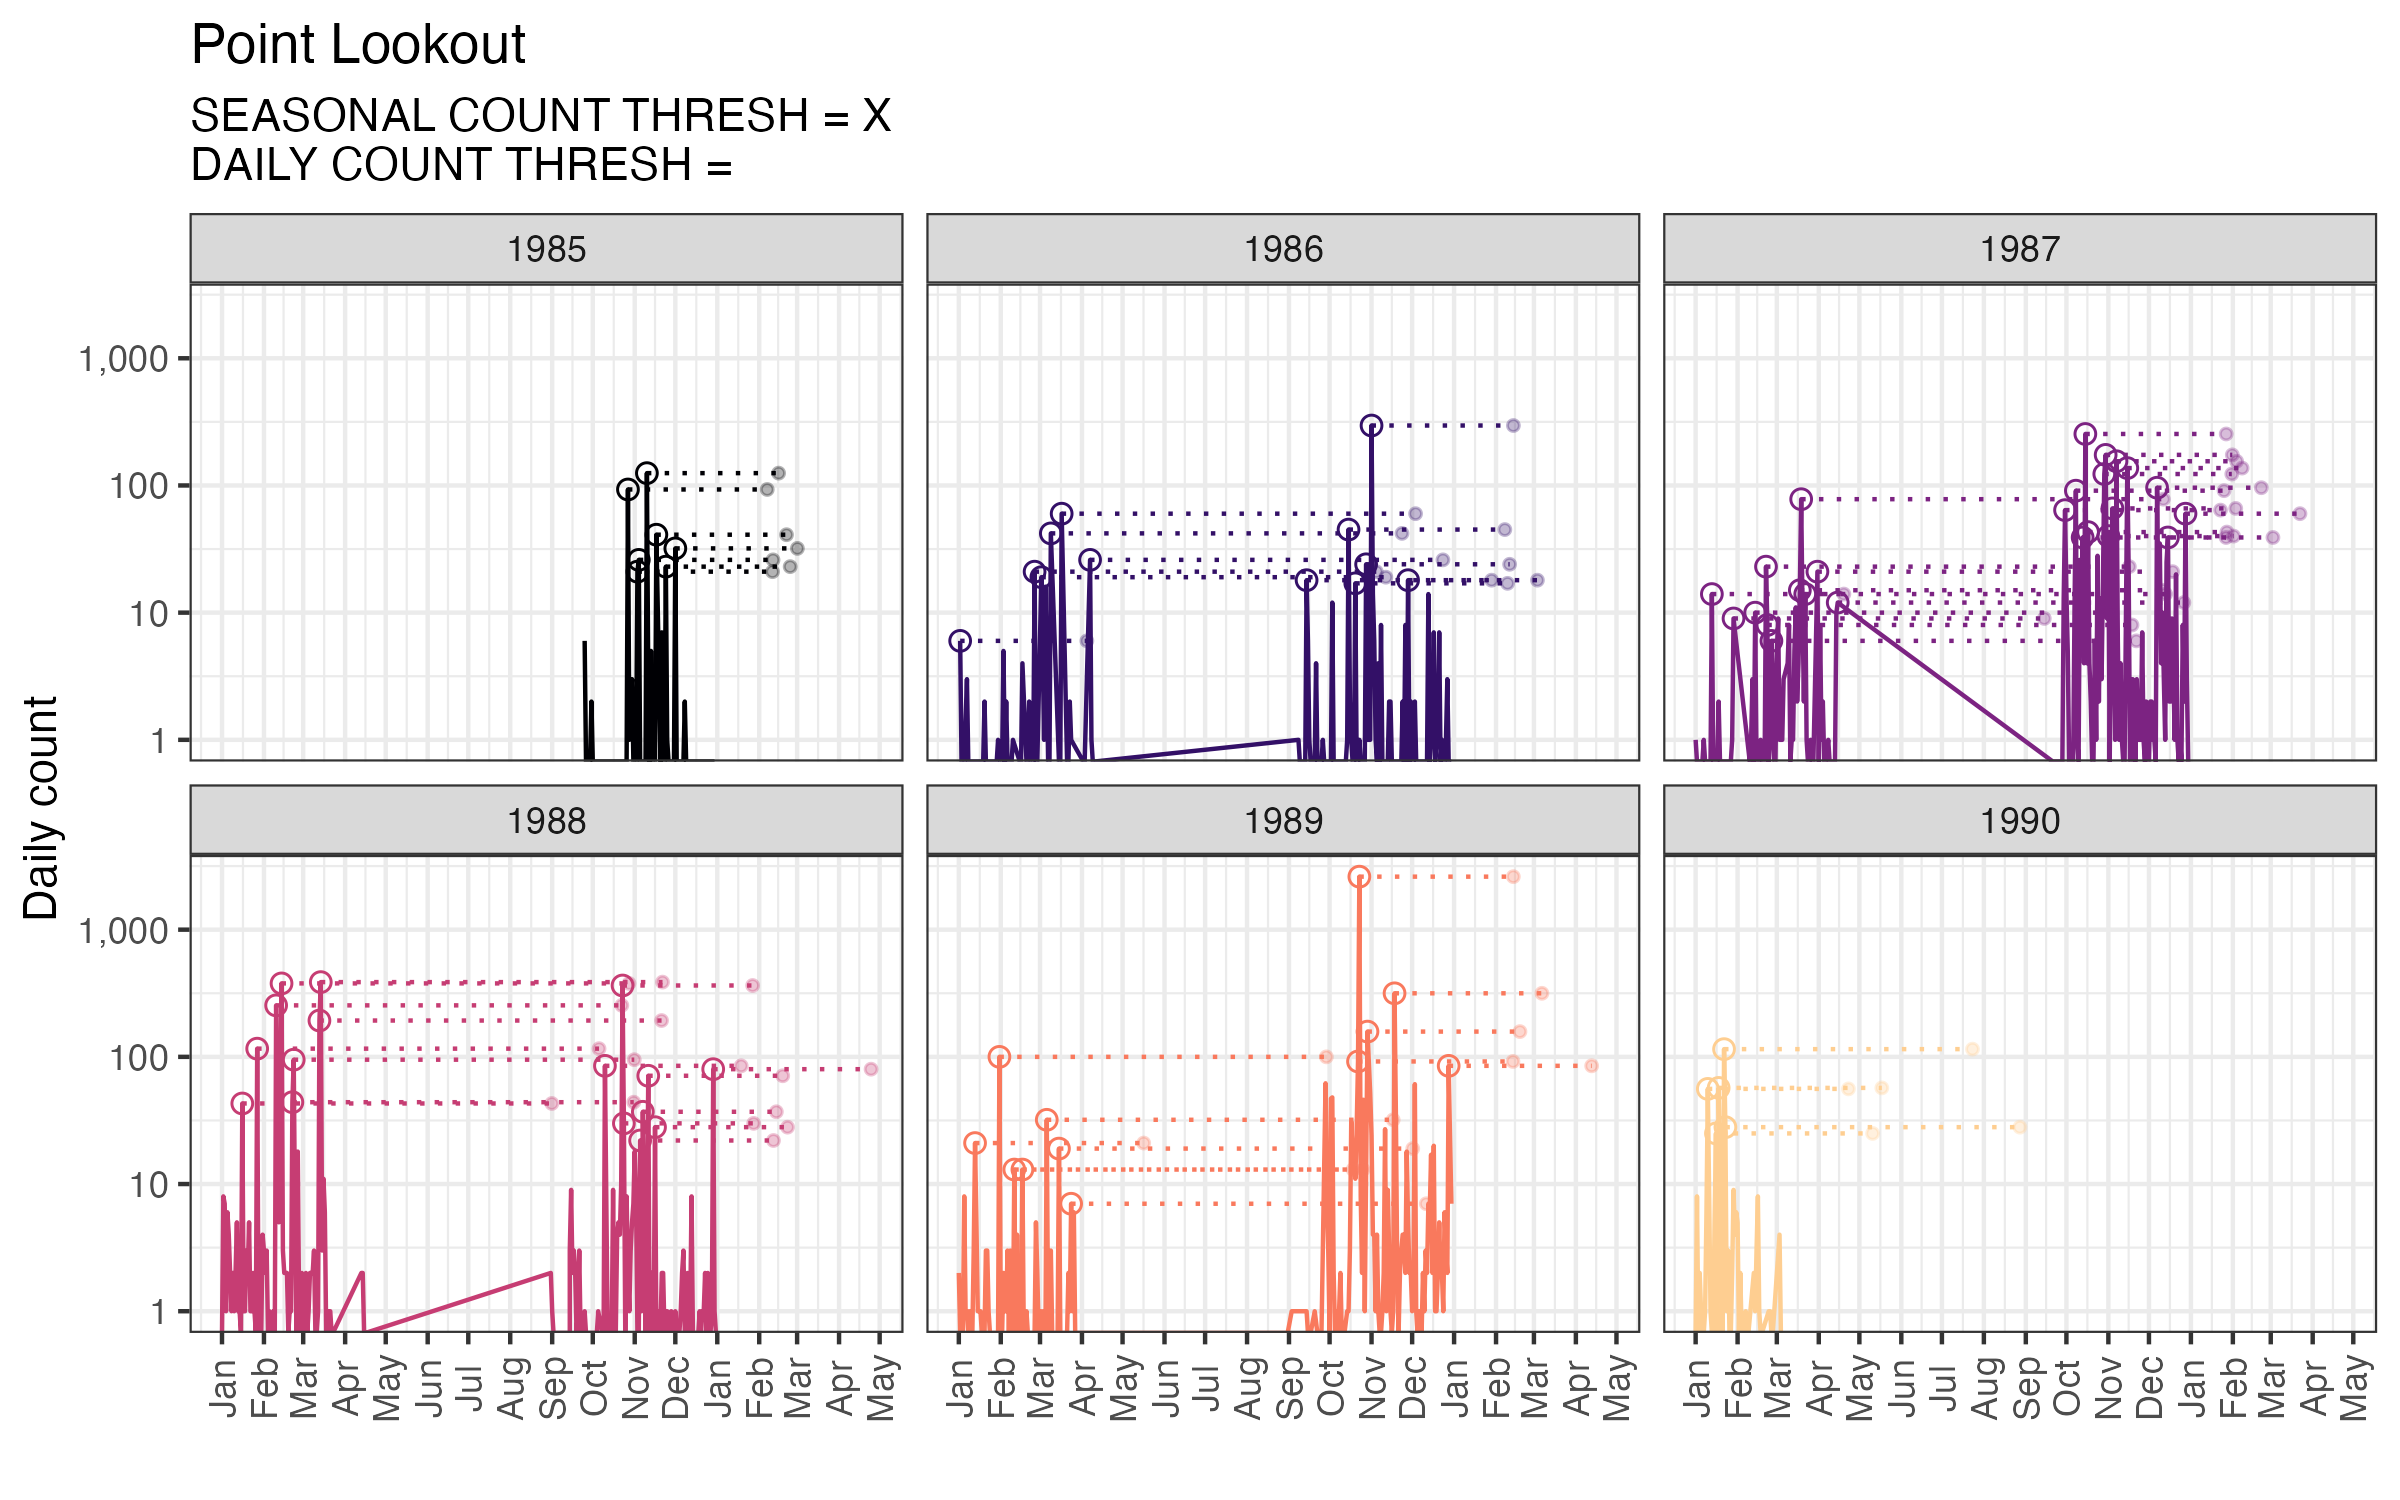 Point Lookout
SEASONAL COUNT THRESH = X
DAILY COUNT THRESH =
1985
1986
1987
1,000
100
10
1
Daily count
1988
1989
1990
1,000
100
10
1
Jan Feb Mar Apr May Jun Jul Aug Sep Oct Nov Dec Jan Feb Mar Apr May
Jan Feb Mar Apr May Jun Jul Aug Sep Oct Nov Dec Jan Feb Mar Apr May
Jan Feb Mar Apr May Jun Jul Aug Sep Oct Nov Dec Jan Feb Mar Apr May